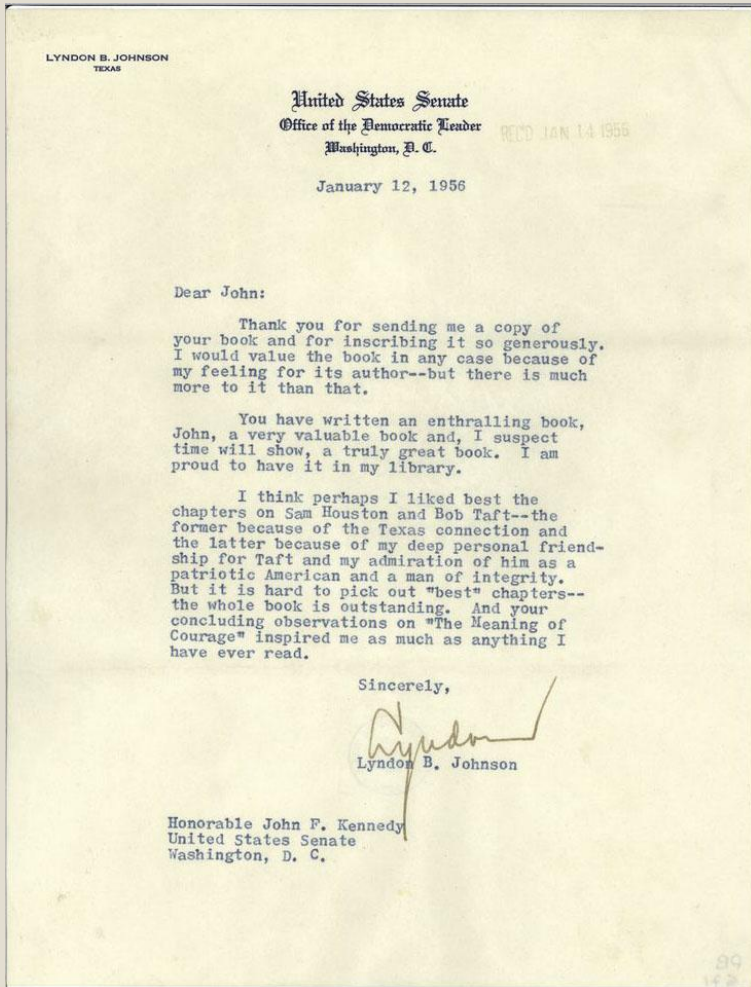 LYNDON B. JOHNSON
TEXAS
United States Senate
Office of the Democratic Leader
Washington, D. C.
REC'D JAN 14 1956
January 12, 1956
Dear John:
Thank you for sending me a copy of
your book and for inscribing it so generously.
I would value the book in any case because of
my feeling for its author--but there is much
more to it than that.
You have written an enthralling book,
John, a very valuable book and, I suspect
time will show, a truly great book. I am
proud to have it in my library.
I think perhaps I liked best the
chapters on Sam Houston and Bob Taft--the
former because of the Texas connection and
the latter because of my deep personal friend-
ship for Taft and my admiration of him as a
patriotic American and a man of integrity.
But it is hard to pick out "best" chapters--
the whole book is outstanding. And your
concluding observations on "The Meaning of
Courage" inspired me as much as anything I
have ever read.
Sincerely,
Lyndon
Lyndon B. Johnson
Honorable John F. Kennedy
United States Senate
Washington, D. C.